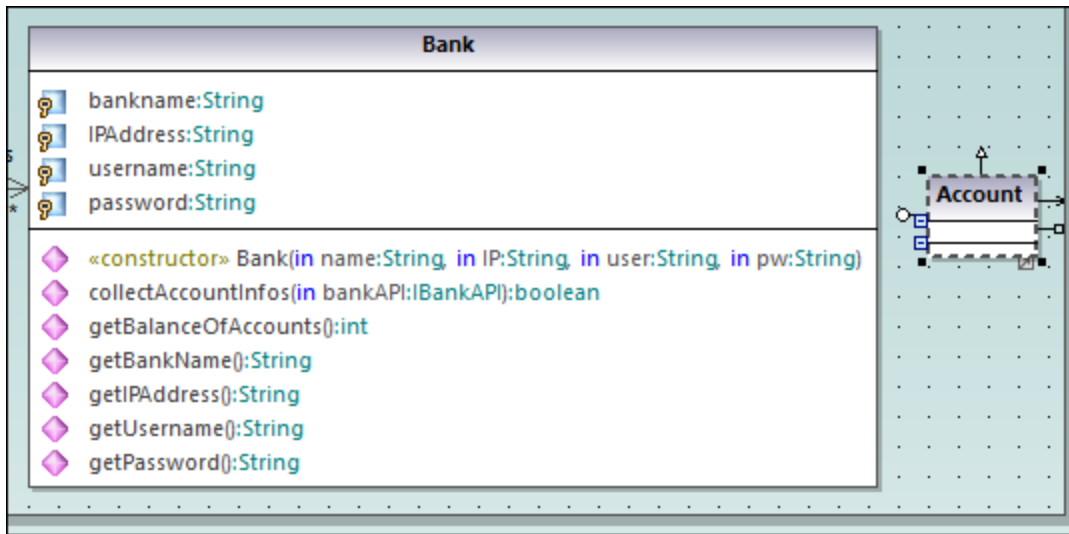 Bank
bankname:String
IPAddress:String
username:String
password:String
«constructor» Bank(in name:String, in IP:String, in user:String, in pw:String)
collectAccountInfos(in bankAPI:IBankAPI):boolean
getBalanceOfAccounts():int
getBankName():String
getIPAddress():String
getUsername():String
getPassword():String
s
*
Account